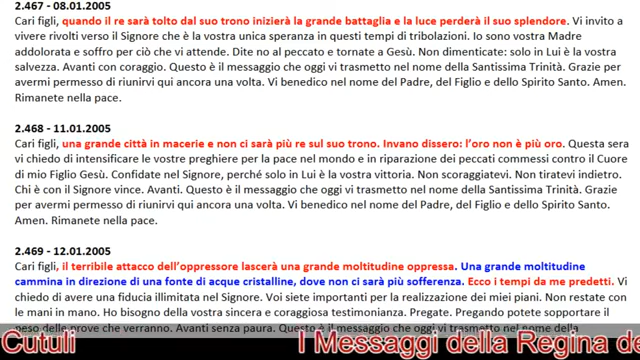 2.467 - 08.01.2005
Cari figli, quando il re sarà tolto dal suo trono inizierà la grande battaglia e la luce perderà il suo splendore. Vi invito a
vivere rivolti verso il Signore che è la vostra unica speranza in questi tempi di tribolazioni. Io sono vostra Madre
addolorata e soffro per ciò che vi attende. Dite no al peccato e tornate a Gesù. Non dimenticate: solo in Lui è la vostra
salvezza. Avanti con coraggio. Questo è il messaggio che oggi vi trasmetto nel nome della Santissima Trinità. Grazie per
avermi permesso di riunirvi qui ancora una volta. Vi benedico nel nome del Padre, del Figlio e dello Spirito Santo. Amen.
Rimanete nella pace.
2.468 - 11.01.2005
Cari figli, una grande città in macerie e non ci sarà più re sul suo trono. Invano dissero: l'oro non è più oro. Questa sera
vi chiedo di intensificare le vostre preghiere per la pace nel mondo e in riparazione dei peccati commessi contro il Cuore
di mio Figlio Gesù. Confidate nel Signore, perché solo in Lui è la vostra vittoria. Non scoraggiatevi. Non tiratevi indietro.
Chi è con il Signore vince. Avanti. Questo è il messaggio che oggi vi trasmetto nel nome della Santissima Trinità. Grazie
per avermi permesso di riunirvi qui ancora una volta. Vi benedico nel nome del Padre, del Figlio e dello Spirito Santo.
Amen. Rimanete nella pace.
2.469 - 12.01.2005
Cari figli, il terribile attacco dell'oppressore lascerà una grande moltitudine oppressa. Una grande moltitudine
cammina in direzione di una fonte di acque cristalline, dove non ci sarà più sofferenza. Ecco i tempi da me predetti. Vi
chiedo di avere una fiducia illimitata nel Signore. Voi siete importanti per la realizzazione dei miei piani. Non restate con
le mani in mano. Ho bisogno della vostra sincera e coraggiosa testimonianza. Pregate. Pregando potete sopportare il
peso delle prove che verranno. Avanti senza paura. Questo è il messaggio che oggi vi trasmetto nel nome della
Cutuli I Messaggi della Regina de